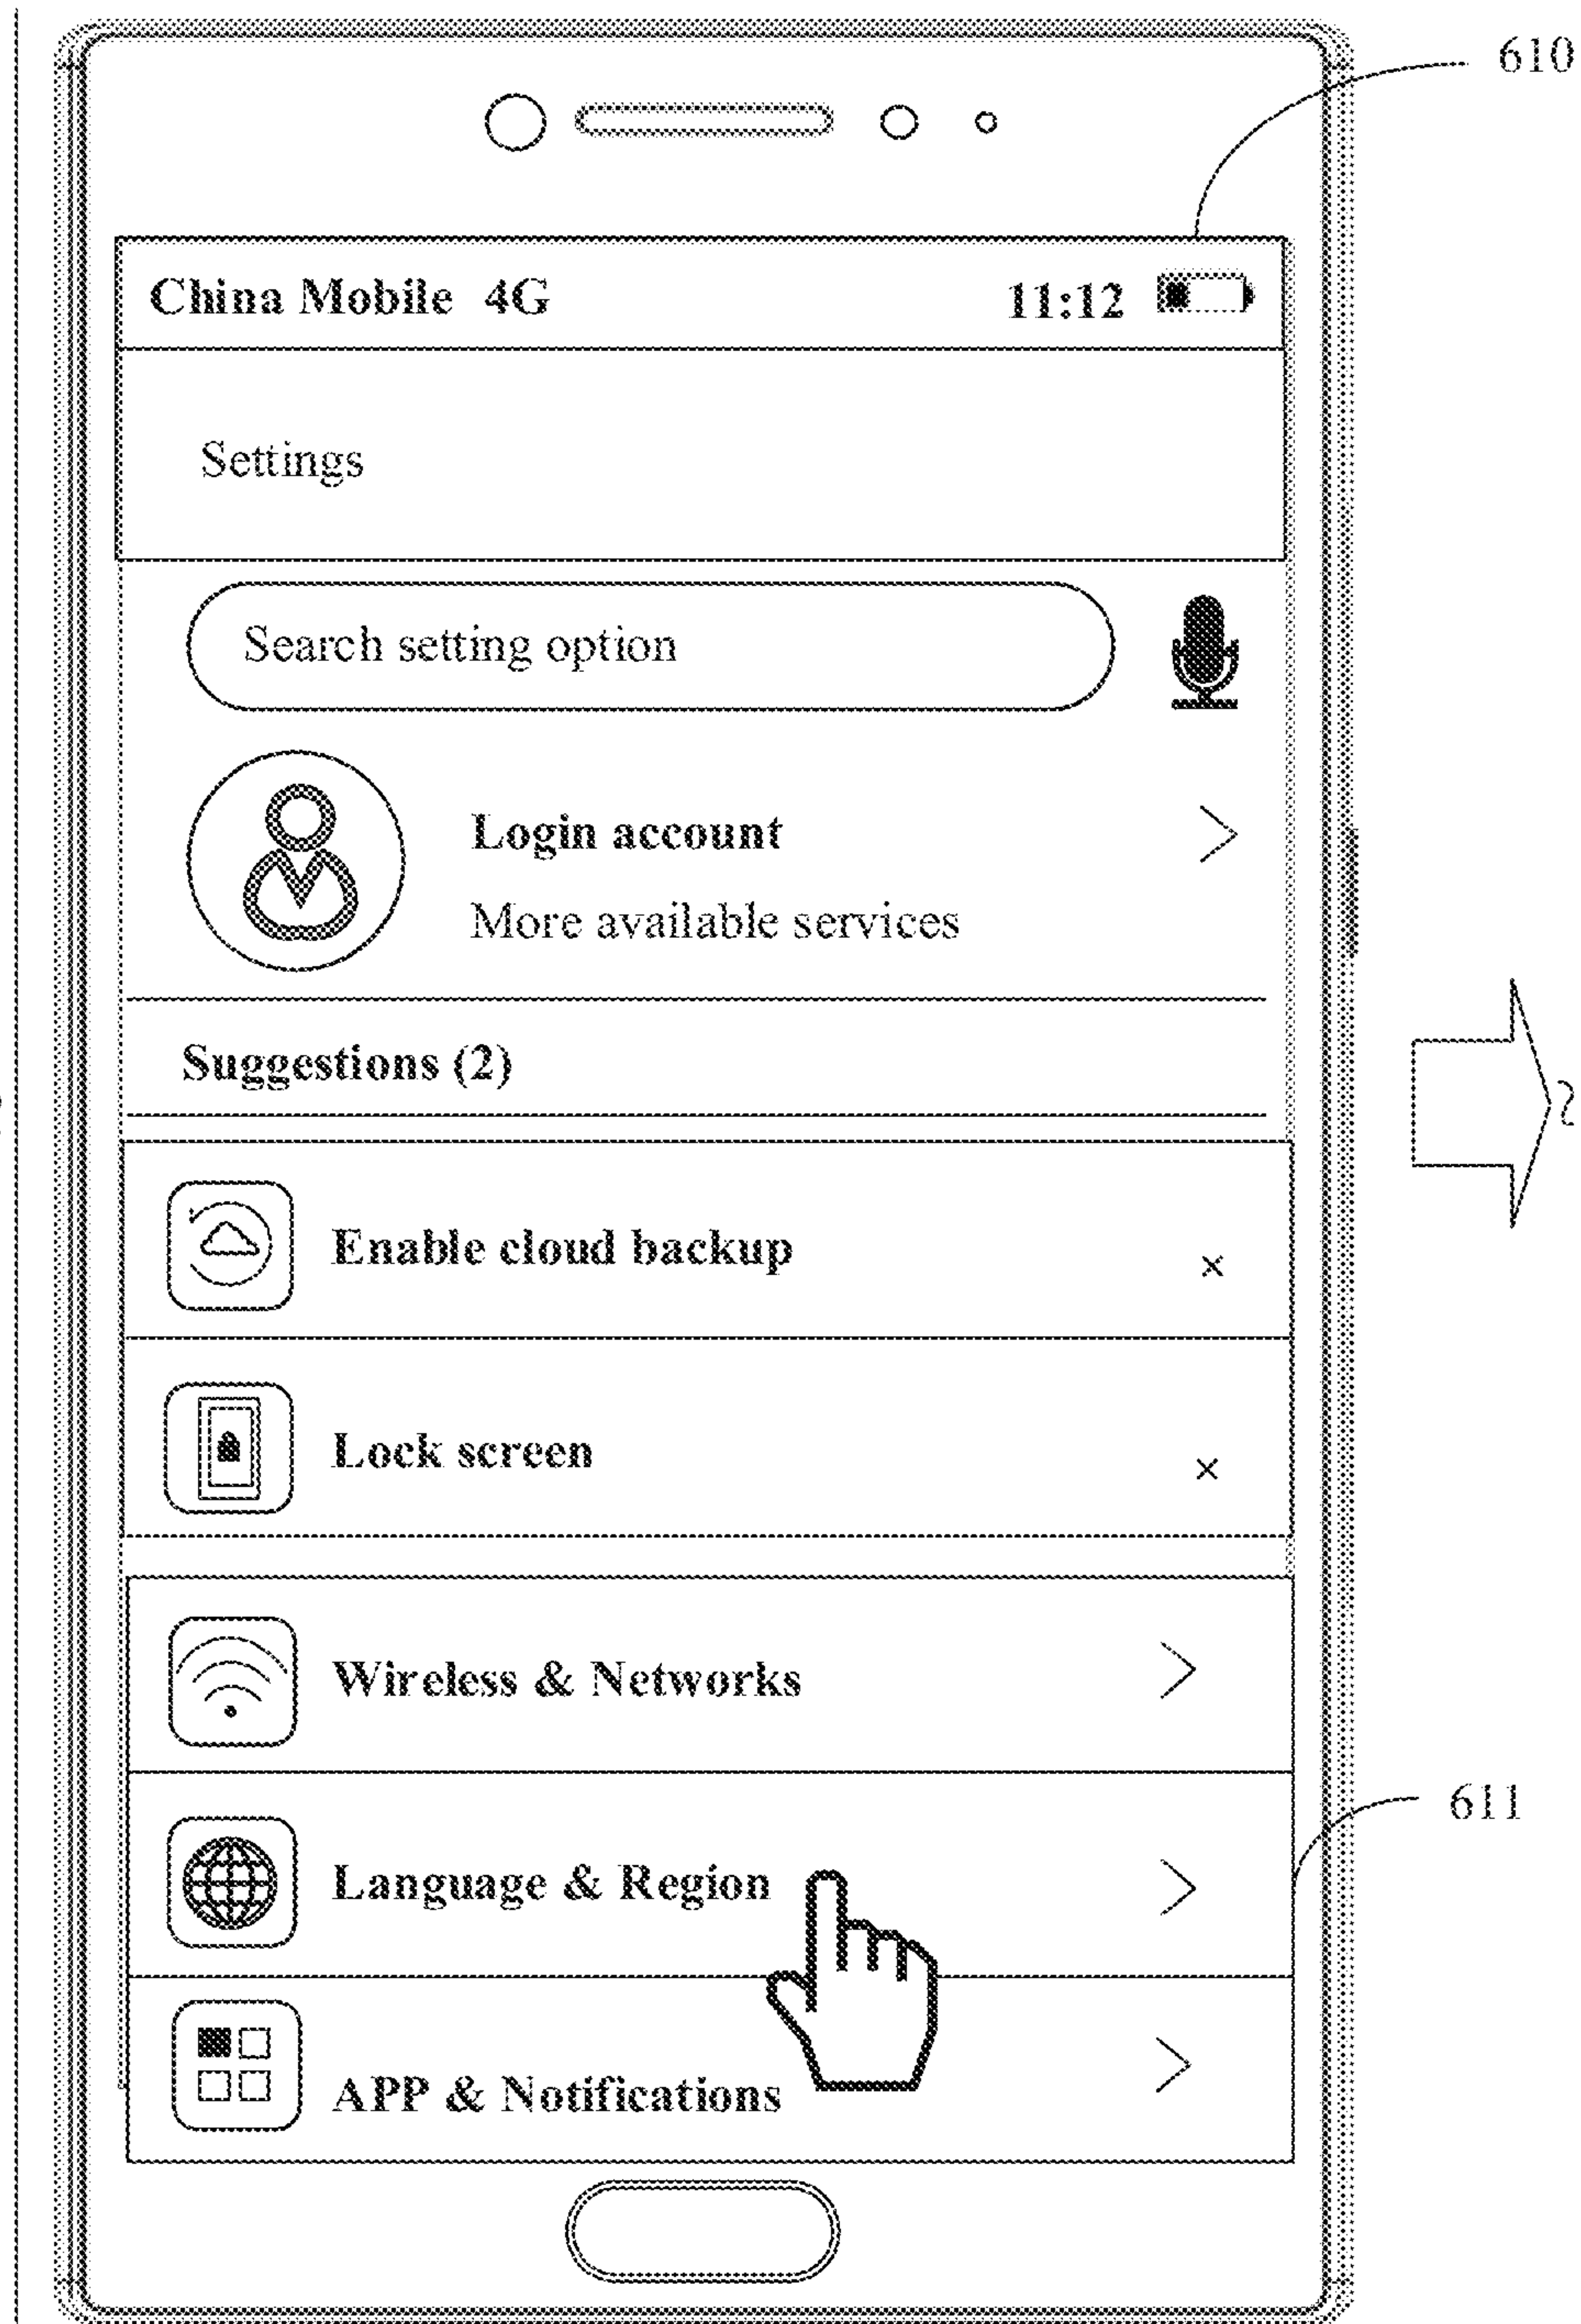 610
China Mobile 4G 11:12
Settings
Search setting option
Login account
More available services
Suggestions (2)
Enable cloud backup
×
Lock screen
×
Wireless & Networks
611
Language & Region
APP & Notifications